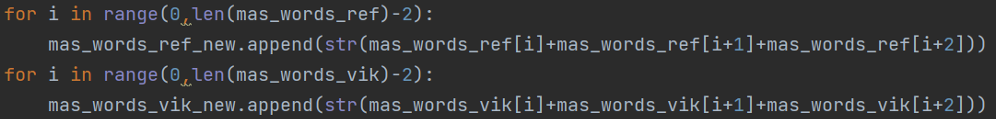 for i in range(0,len(mas_words_ref)-2):
    mas_words_ref_new.append(str(mas_words_ref[i]+mas_words_ref[i+1]+mas_words_ref[i+2]))
for i in range(0,len(mas_words_vik)-2):
    mas_words_vik_new.append(str(mas_words_vik[i]+mas_words_vik[i+1]+mas_words_vik[i+2]))